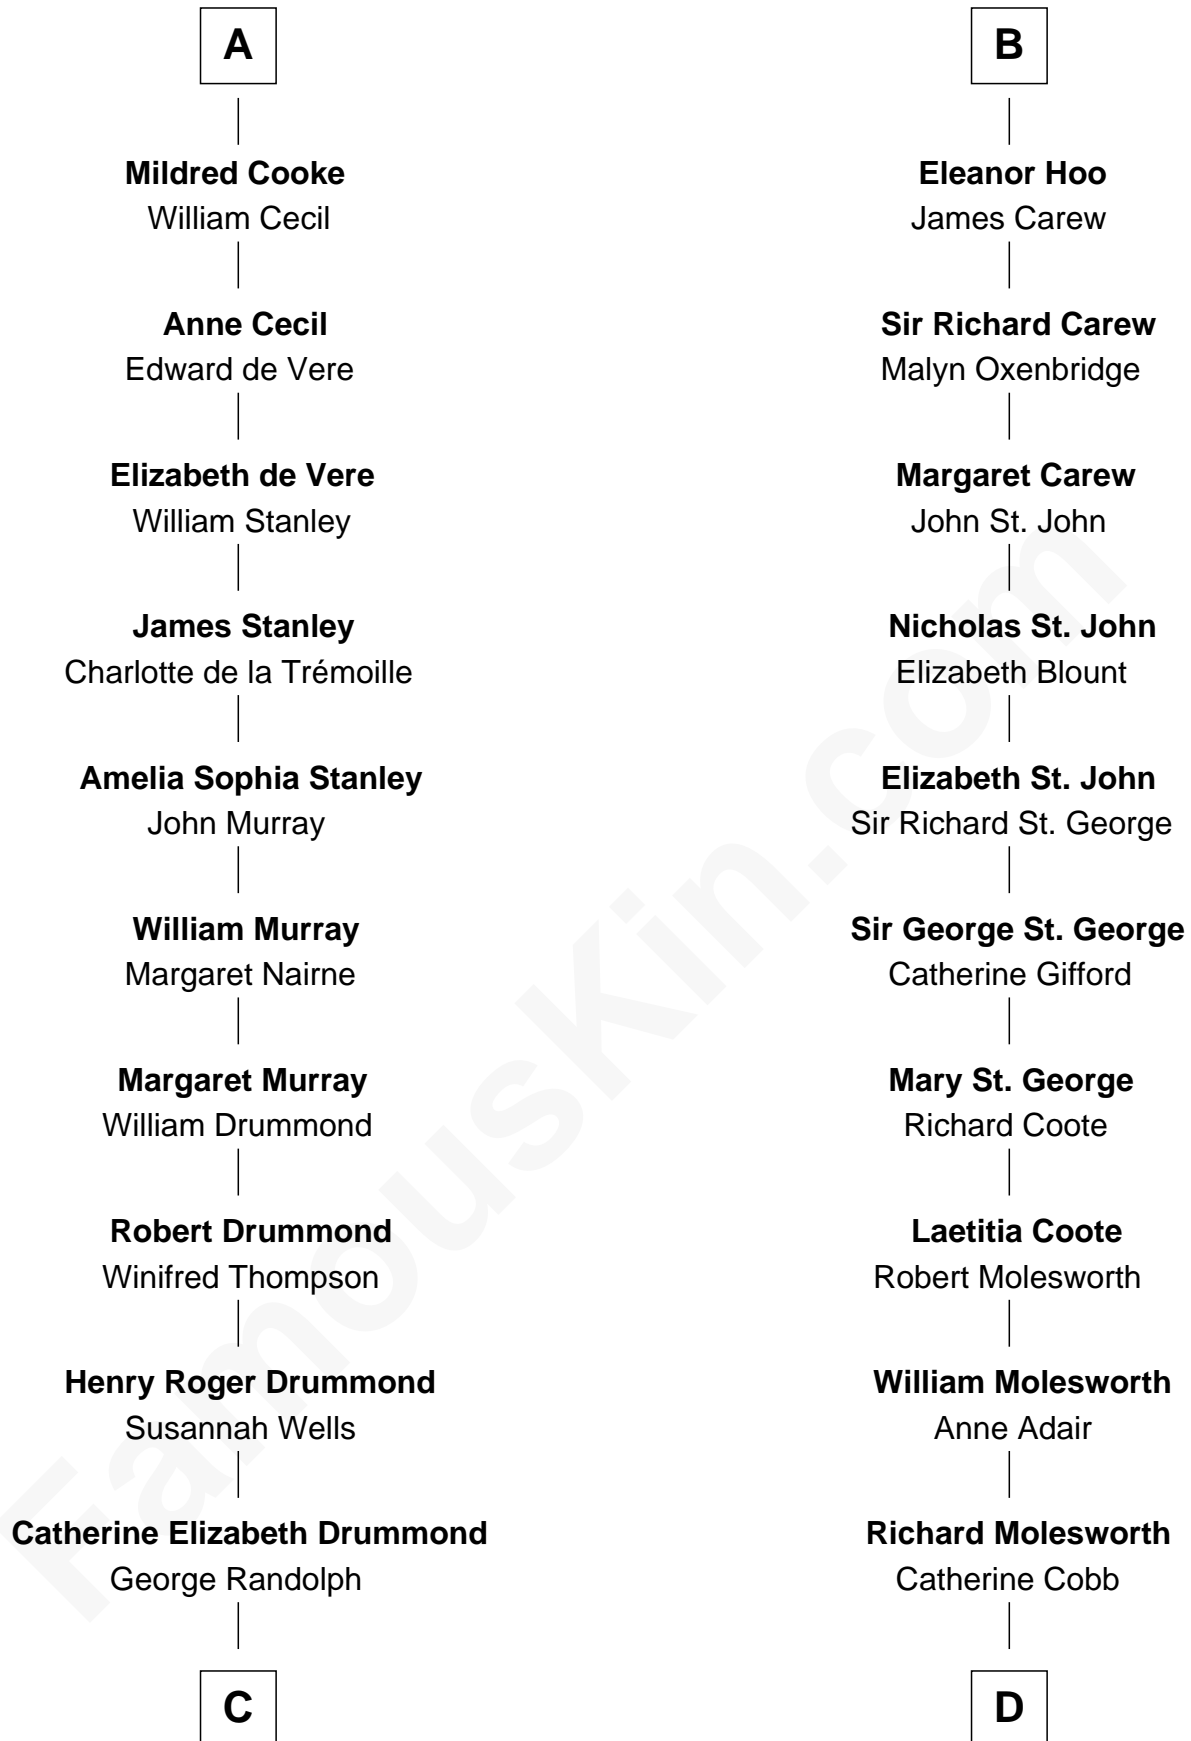 A
Mildred Cooke
William Cecil
Anne Cecil
Edward de Vere
Elizabeth de Vere
William Stanley
James Stanley
Charlotte de la Trémoille
Amelia Sophia Stanley
John Murray
William Murray
Margaret Nairne
Margaret Murray
William Drummond
Robert Drummond
Winifred Thompson
Henry Roger Drummond
Susannah Wells
Catherine Elizabeth Drummond
George Randolph
C
B
Eleanor Hoo
James Carew
Sir Richard Carew
Malyn Oxenbridge
Margaret Carew
John St. John
Nicholas St. John
Elizabeth Blount
Elizabeth St. John
Sir Richard St. George
Sir George St. George
Catherine Gifford
Mary St. George
Richard Coote
Laetitia Coote
Robert Molesworth
William Molesworth
Anne Adair
Richard Molesworth
Catherine Cobb
D
FamousKin.com